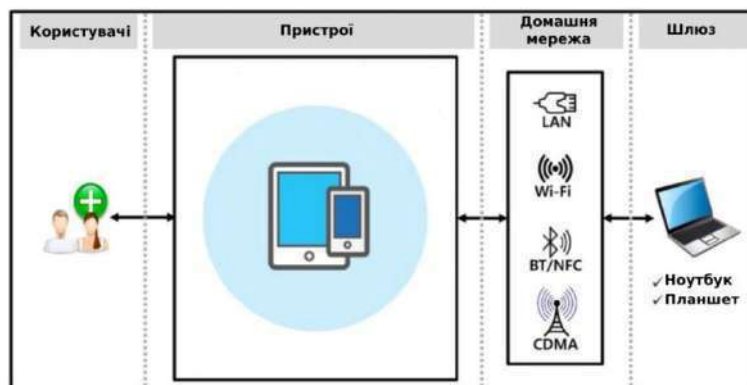 Користувачі
Пристрої
Домашня
мережа
Шлюз
LAN
Wi-Fi
BT/NFC
CDMA
✓Ноутбук
✓Планшет